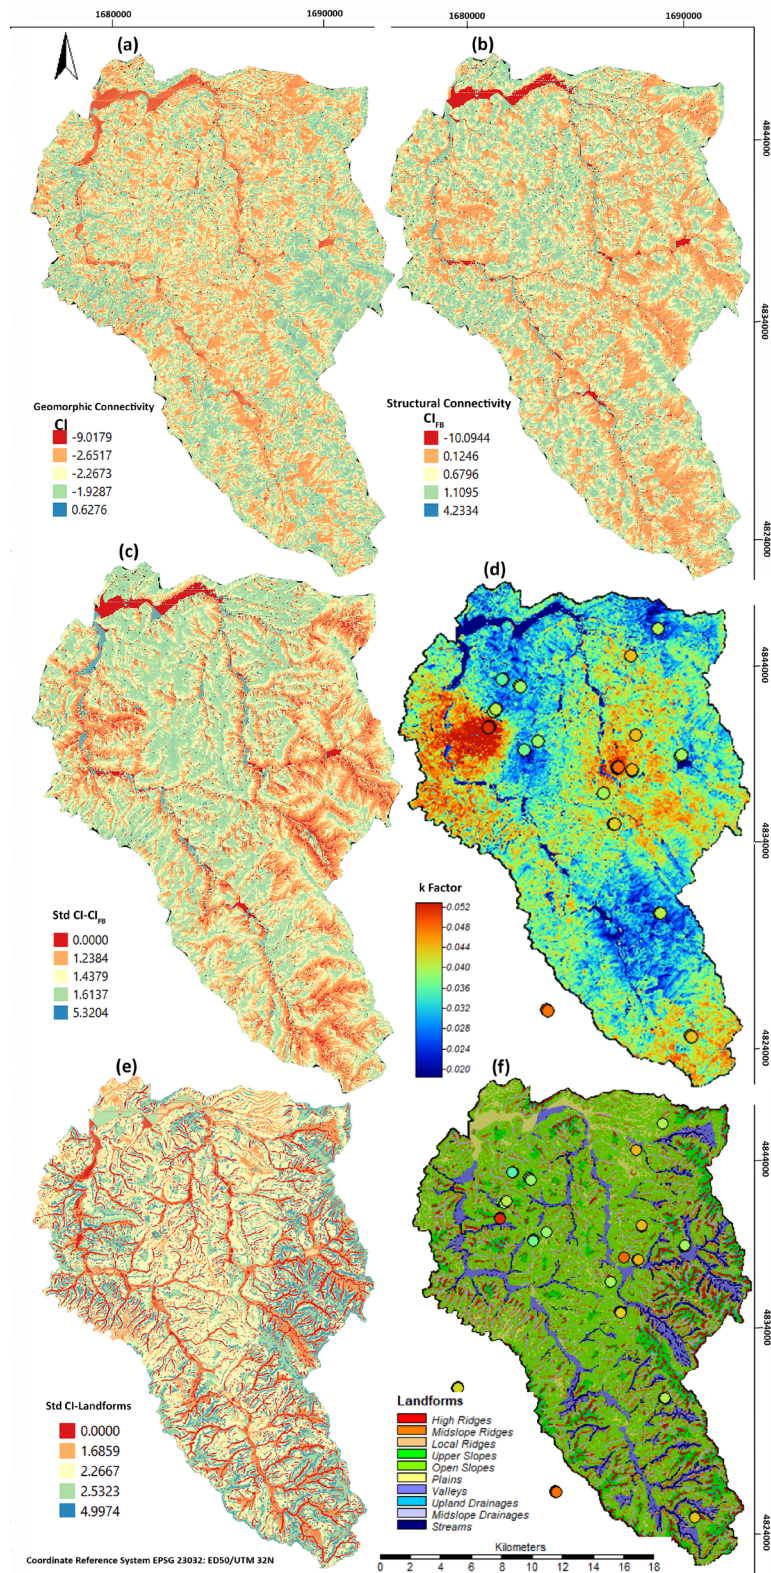 1680000
1690000
1680000
1690000
(a)
(b)
4844000
4834000
4824000
Geomorphic Connectivity
CI
-9.0179
-2.6517
-2.2673
-1.9287
0.6276
Structural Connectivity
CIFB
-10.0944
0.1246
0.6796
1.1095
4.2334
(c)
(d)
4844000
4834000
4824000
Std CI-CIFB
0.0000
1.2384
1.4379
1.6137
5.3204
k Factor
0.052
0.048
0.044
0.040
0.036
0.032
0.028
0.024
0.020
(e)
(f)
4844000
4834000
4824000
Std CI-Landforms
0.0000
1.6859
2.2667
2.5323
4.9974
Landforms
High Ridges
Midslope Ridges
Local Ridges
Upper Slopes
Open Slopes
Plains
Valleys
Upland Drainages
Midslope Drainages
Streams
Kilometers
0 2 4 6 8 10 12 14 16 18
Coordinate Reference System EPSG 23032: ED50/UTM 32N